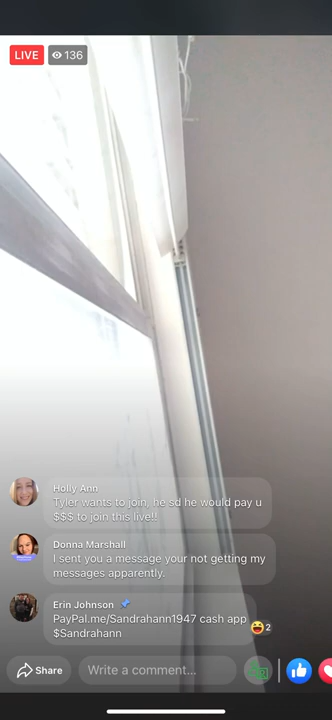 LIVE 136
Holly Ann
Tyler wants to join, he sd he would pay u
$$$ to join this live!!
Donna Marshall
I sent you a message your not getting my
messages apparently.
Erin Johnson
PayPal.me/Sandrahann1947 cash app
$Sandrahann
2
Share
Write a comment...